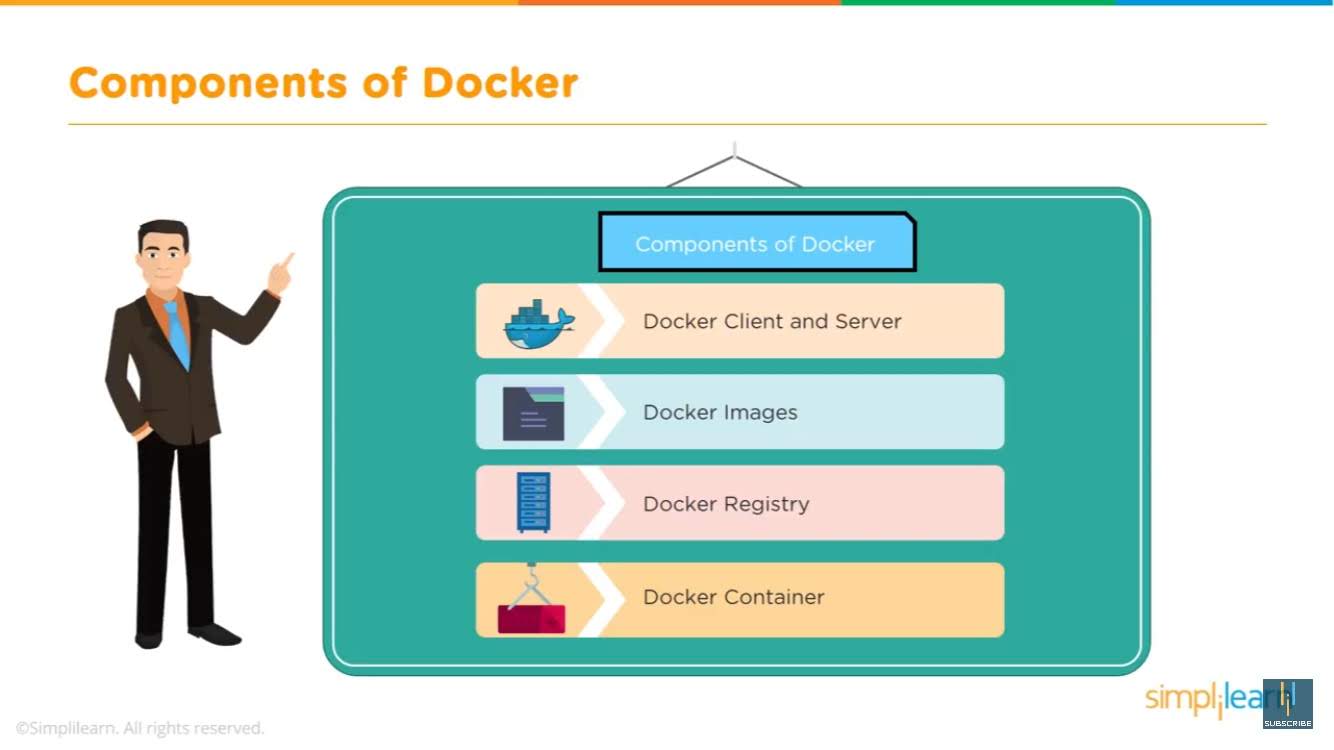 Components of Docker
Components of Docker
Docker Client and Server
Docker Images
Docker Registry
Docker Container
simplilearn
SUBSCRIBE
©Simplilearn. All rights reserved.